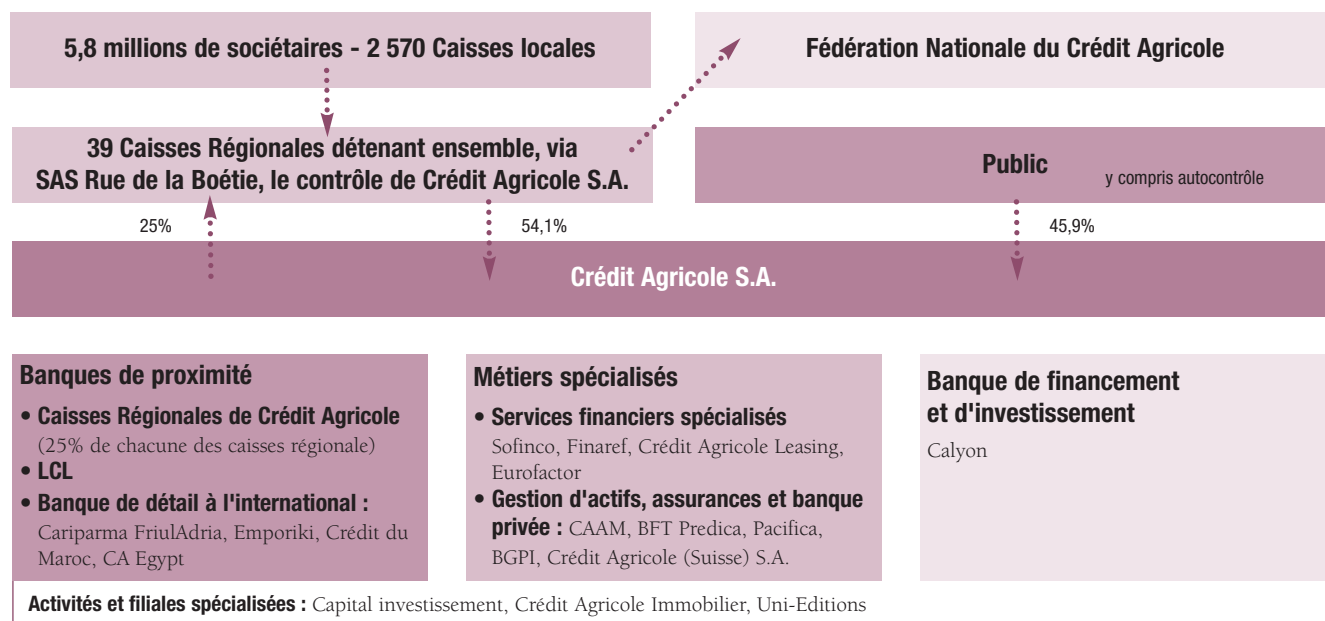 5,8 millions de sociétaires - 2 570 Caisses locales
Fédération Nationale du Crédit Agricole
39 Caisses Régionales détenant ensemble, via
SAS Rue de la Boétie, le contrôle de Crédit Agricole S.A.
Public
y compris autocontrôle
25%
54,1%
45,9%
Crédit Agricole S.A.
Banques de proximité
• Caisses Régionales de Crédit Agricole
(25% de chacune des caisses régionale)
• LCL
• Banque de détail à l'international :
Cariparma FriulAdria, Emporiki, Crédit du
Maroc, CA Egypt
Métiers spécialisés
• Services financiers spécialisés
Sofinco, Finaref, Crédit Agricole Leasing,
Eurofactor
• Gestion d'actifs, assurances et banque
privée : CAAM, BFT Predica, Pacifica,
BGPI, Crédit Agricole (Suisse) S.A.
Banque de financement
et d'investissement
Calyon
Activités et filiales spécialisées : Capital investissement, Crédit Agricole Immobilier, Uni-Editions